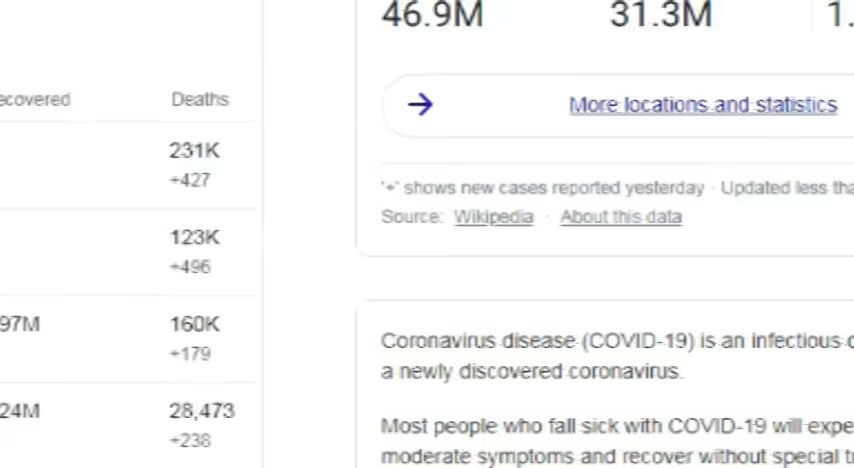 46.9M 31.3M 1.
ecovered Deaths
231K
+427
123K
+496
97M 160K
+179
24M 28,473
+238
More locations and statistics
'+' shows new cases reported yesterday · Updated less tha
Source: Wikipedia · About this data
Coronavirus disease (COVID-19) is an infectious d
a newly discovered coronavirus.
Most people who fall sick with COVID-19 will expe
moderate symptoms and recover without special tr